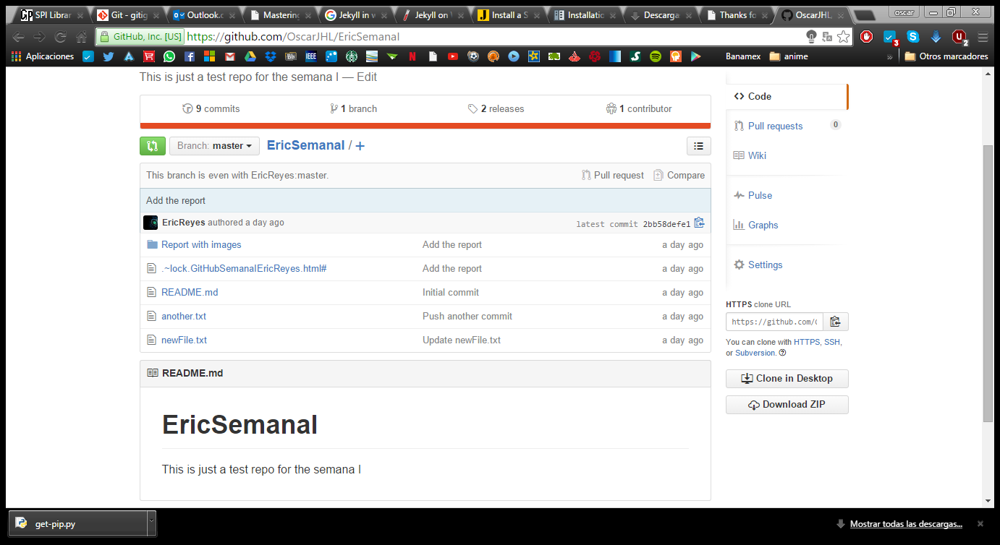 SPI Librar
Git - gitig
Outlook.c
Mastering
Jekyll in w
Jekyll on V
Install a S
Installatio
Descarga
Thanks fo
OscarJHL
oscar
GitHub, Inc. [US]
https://github.com/OscarJHL/EricSemanal
Aplicaciones
Banamex
anime
» Otros marcadores
This is just a test repo for the semana I — Edit
9 commits
1 branch
2 releases
1 contributor
Branch: master
EricSemanal / +
This branch is even with EricReyes:master.
Pull request
Compare
Add the report
EricReyes authored a day ago
latest commit 2bb58defe1
Report with images Add the report a day ago
.~lock.GitHubSemanaIEricReyes.html# Add the report a day ago
README.md Initial commit a day ago
another.txt Push another commit a day ago
newFile.txt Update newFile.txt a day ago
README.md
EricSemanal
This is just a test repo for the semana I
Code
Pull requests 0
Wiki
Pulse
Graphs
Settings
HTTPS clone URL
https://github.com/
You can clone with HTTPS, SSH,
or Subversion.
Clone in Desktop
Download ZIP
get-pip.py
Mostrar todas las descargas...